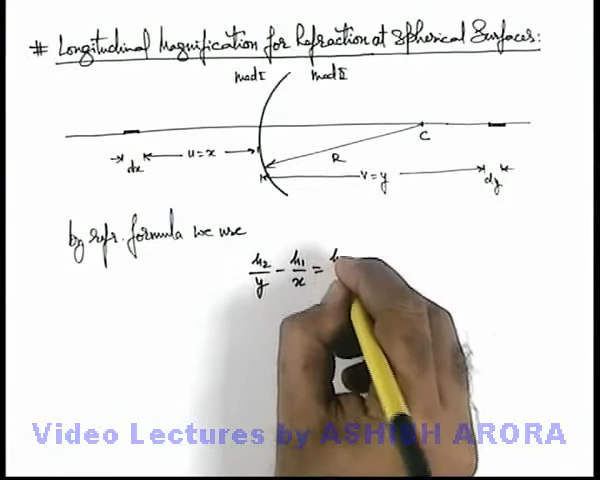 # Longitudinal Magnification for Refraction at Spherical Surfaces:
med I med II
C
dx u=x R
v=y dy
by refr. formula we use
μ2/y - μ1/x = μ
Video Lectures by ASHISH ARORA